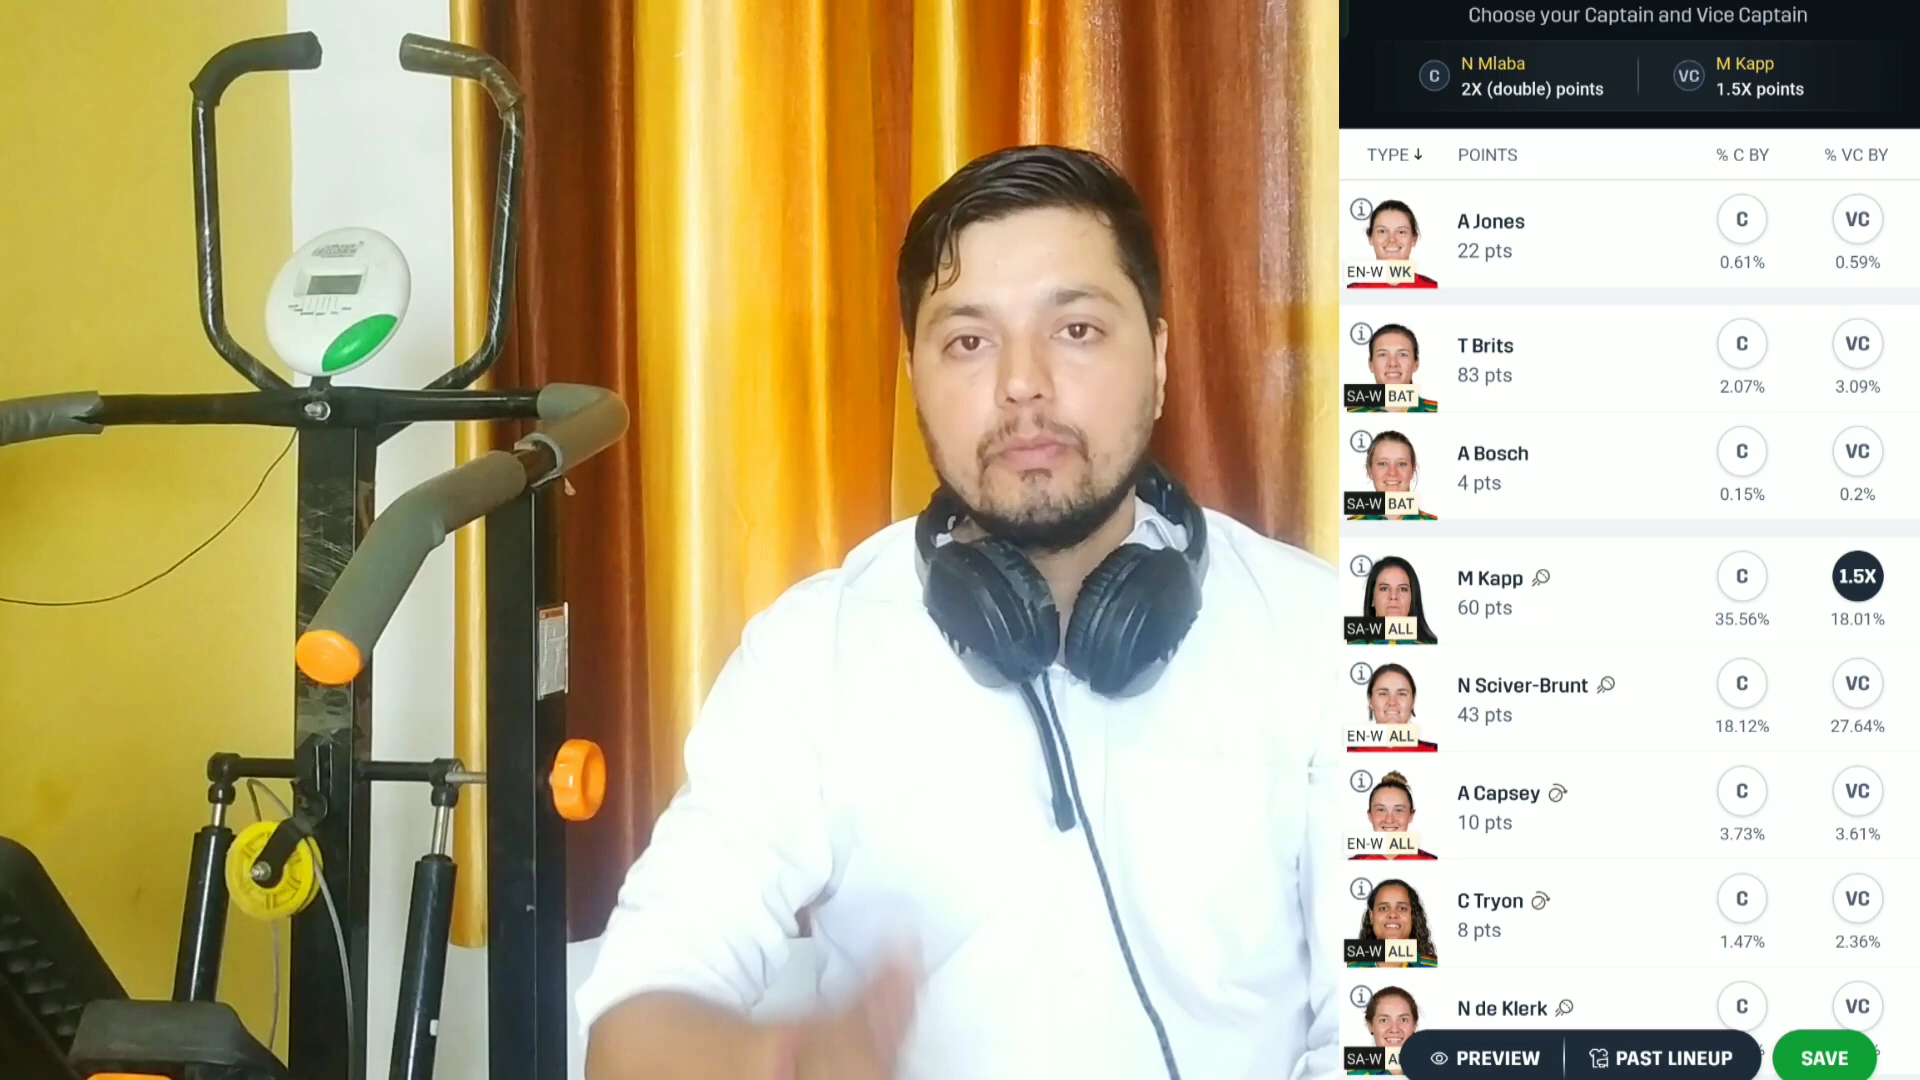 Choose your Captain and Vice Captain
C N Mlaba
2X (double) points
VC M Kapp
1.5X points
TYPE ↓ POINTS % C BY % VC BY
A Jones
22 pts
C VC
0.61% 0.59%
EN-W WK
T Brits
83 pts
C VC
2.07% 3.09%
SA-W BAT
A Bosch
4 pts
C VC
0.15% 0.2%
SA-W BAT
M Kapp
60 pts
C 1.5X
35.56% 18.01%
SA-W ALL
N Sciver-Brunt
43 pts
C VC
18.12% 27.64%
EN-W ALL
A Capsey
10 pts
C VC
3.73% 3.61%
EN-W ALL
C Tryon
8 pts
C VC
1.47% 2.36%
SA-W ALL
N de Klerk
C VC
SA-W
PREVIEW PAST LINEUP SAVE